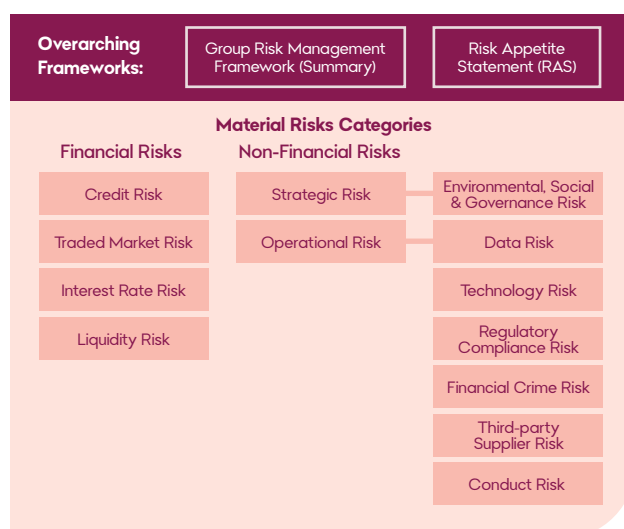 Overarching
Frameworks:
Group Risk Management
Framework (Summary)
Risk Appetite
Statement (RAS)
Material Risks Categories
Financial Risks
Credit Risk
Traded Market Risk
Interest Rate Risk
Liquidity Risk
Non-Financial Risks
Strategic Risk
Operational Risk
Environmental, Social
& Governance Risk
Data Risk
Technology Risk
Regulatory
Compliance Risk
Financial Crime Risk
Third-party
Supplier Risk
Conduct Risk